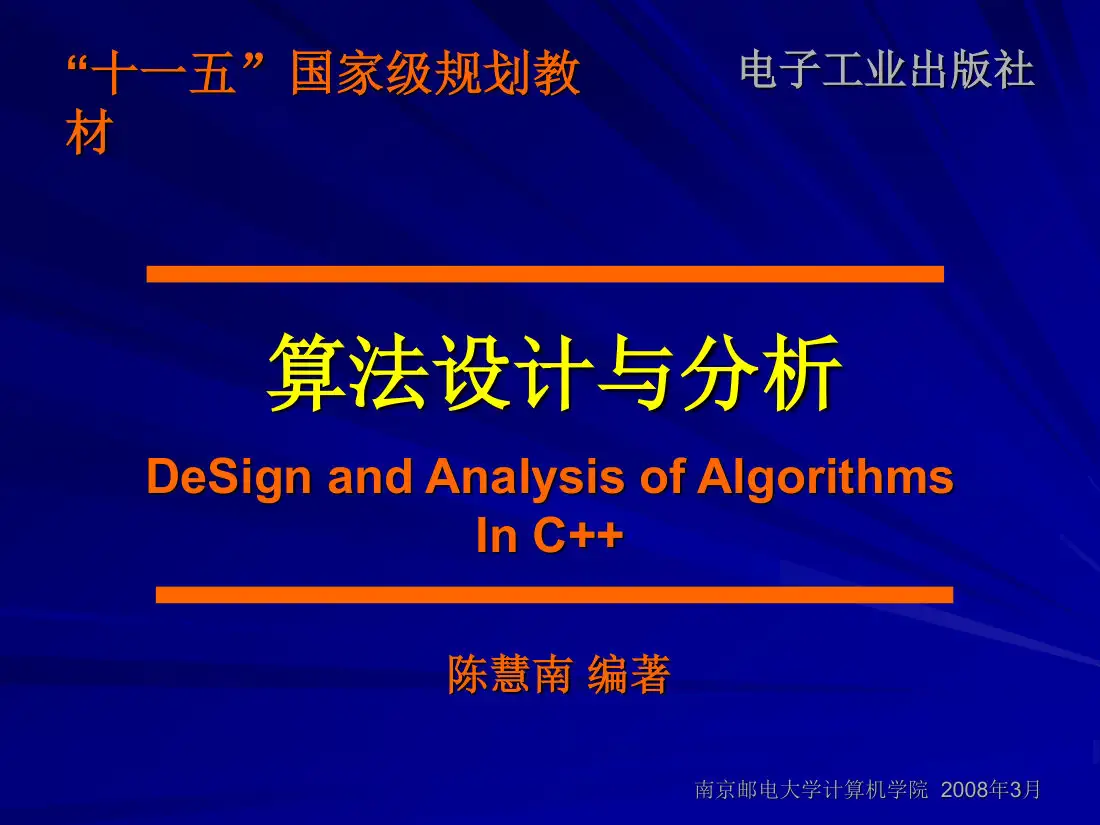 “十一五”国家级规划教
材
电子工业出版社
算法设计与分析
DeSign and Analysis of Algorithms
In C++
陈慧南 编著
南京邮电大学计算机学院 2008年3月